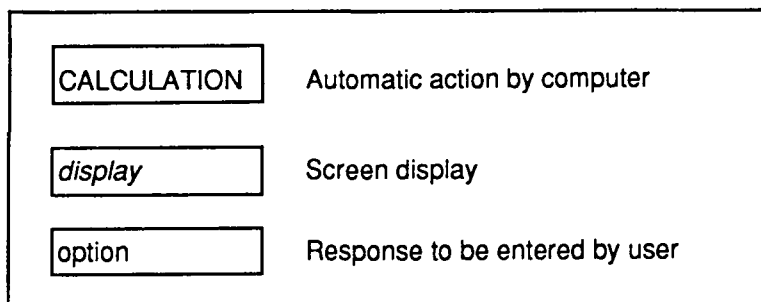 CALCULATION Automatic action by computer
display Screen display
option Response to be entered by user